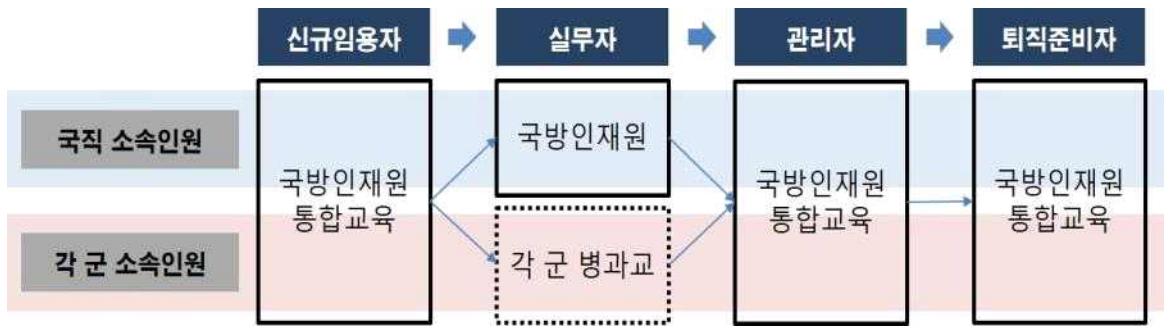 신규임용자
실무자
관리자
퇴직준비자
국직 소속인원
각 군 소속인원
국방인재원
통합교육
국방인재원
각 군 병과교
국방인재원
통합교육
국방인재원
통합교육